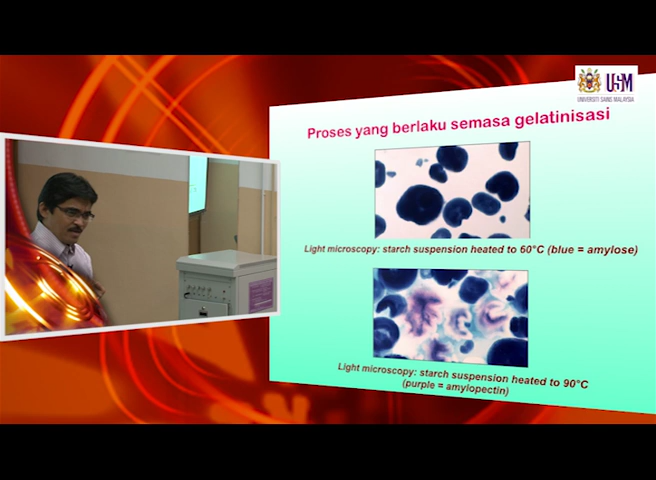 USM
UNIVERSITI SAINS MALAYSIA
Proses yang berlaku semasa gelatinisasi
Light microscopy: starch suspension heated to 60°C (blue = amylose)
Light microscopy: starch suspension heated to 90°C
(purple = amylopectin)